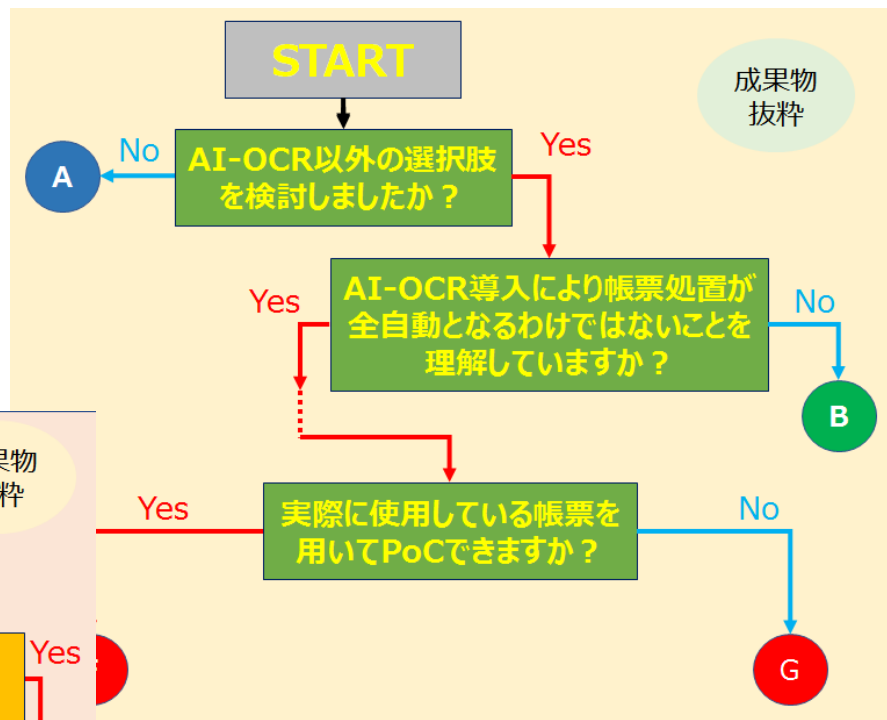 START
成果物
抜粋
No
Yes
A
AI-OCR以外の選択肢
を検討しましたか？
Yes
AI-OCR導入により帳票処置が
全自動となるわけではないことを
理解していますか？
No
B
果物
粋
Yes
実際に使用している帳票を
用いてPoCできますか？
No
Yes
G